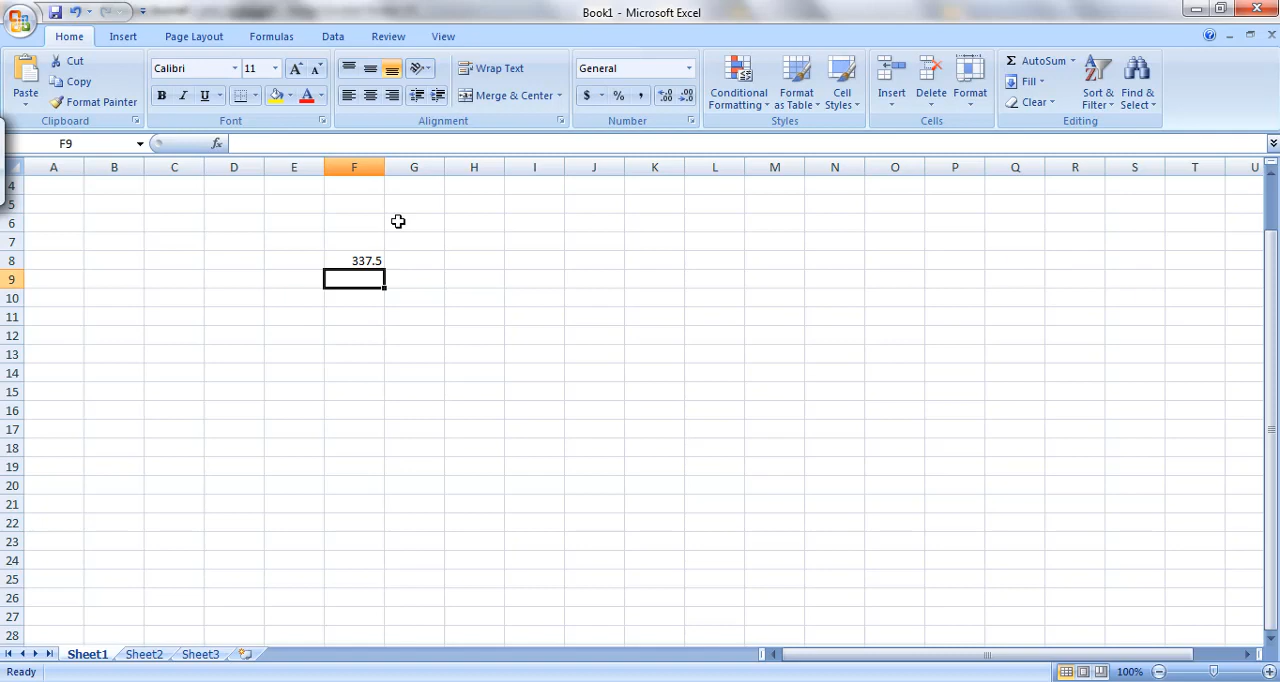 Book1 - Microsoft Excel
Home Insert Page Layout Formulas Data Review View
Paste
Cut
Copy
Format Painter
Clipboard
Calibri 11
B I U A
Font
Wrap Text
Merge & Center
Alignment
General
$ % ,
Number
Conditional Formatting
Format as Table
Cell Styles
Styles
Insert Delete Format
Cells
Σ AutoSum
Fill
Clear
Sort & Filter
Find & Select
Editing
F9 fx
A B C D E F G H I J K L M N O P Q R S T U
4
5
6
7
8 337.5
9
10
11
12
13
14
15
16
17
18
19
20
21
22
23
24
25
26
27
28
Sheet1 Sheet2 Sheet3
Ready 100%